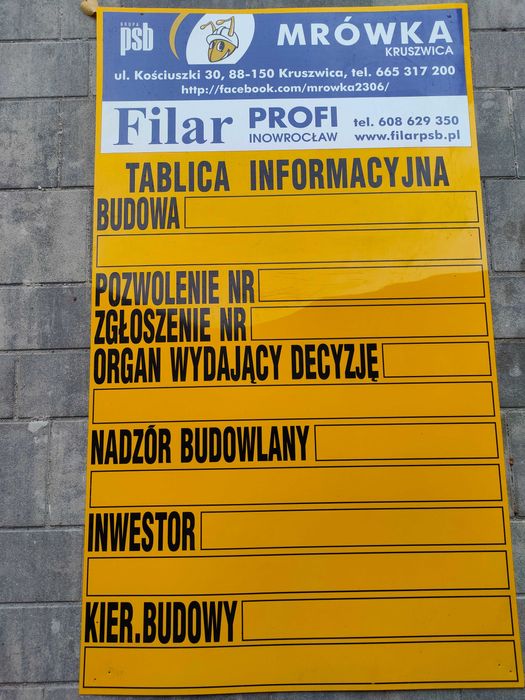 GRUPA
psb
MRÓWKA
KRUSZWICA
ul. Kościuszki 30, 88-150 Kruszwica, tel. 665 317 200
http://facebook.com/mrowka2306/
Filar PROFI tel. 608 629 350
INOWROCŁAW www.filarpsb.pl
TABLICA INFORMACYJNA
BUDOWA
POZWOLENIE NR
ZGŁOSZENIE NR
ORGAN WYDAJĄCY DECYZJĘ
NADZÓR BUDOWLANY
INWESTOR
KIER.BUDOWY